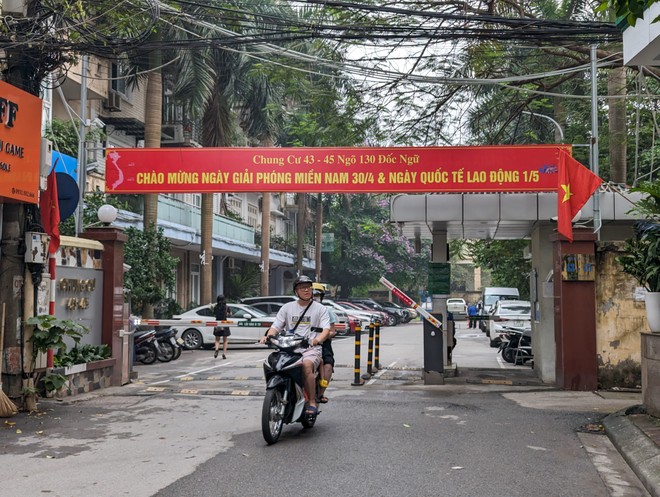 Chung Cư 43 - 45 Ngõ 130 Đốc Ngữ
CHÀO MỪNG NGÀY GIẢI PHÓNG MIỀN NAM 30/4 & NGÀY QUỐC TẾ LAO ĐỘNG 1/5
GAME